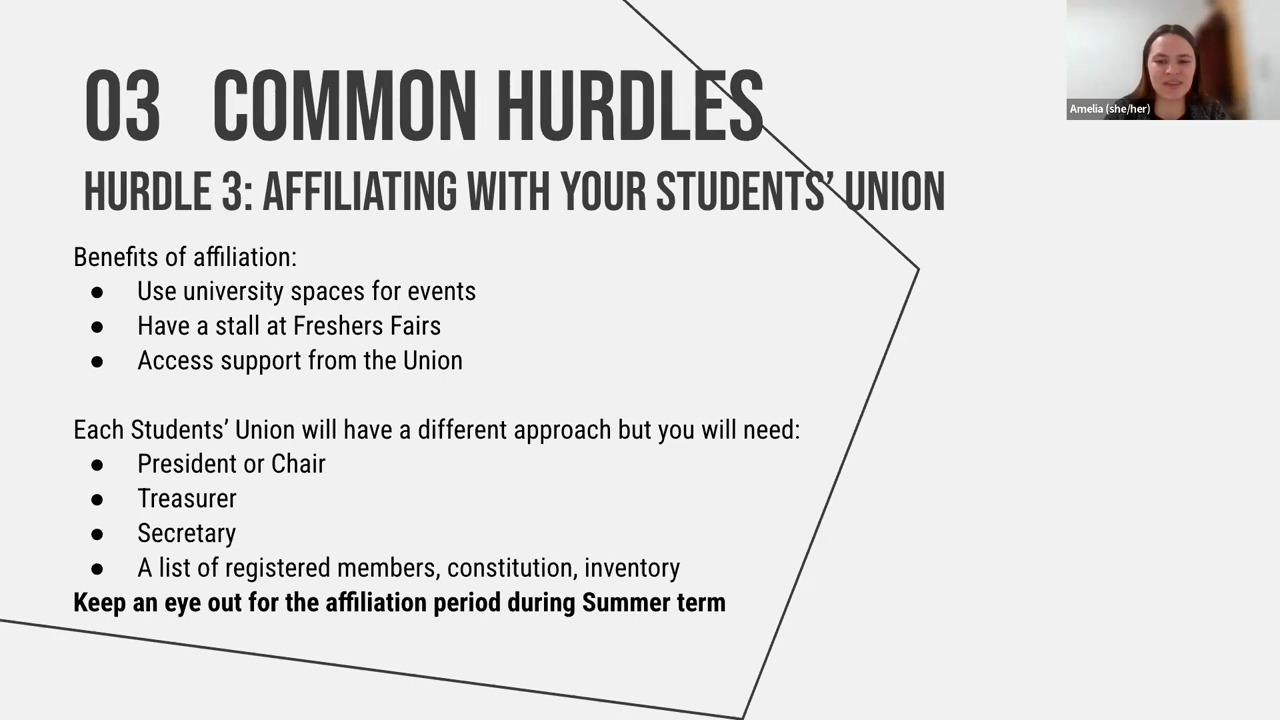 03 COMMON HURDLES
HURDLE 3: AFFILIATING WITH YOUR STUDENTS’ UNION
Benefits of affiliation:
● Use university spaces for events
● Have a stall at Freshers Fairs
● Access support from the Union
Each Students’ Union will have a different approach but you will need:
● President or Chair
● Treasurer
● Secretary
● A list of registered members, constitution, inventory
Keep an eye out for the affiliation period during Summer term
Amelia (she/her)